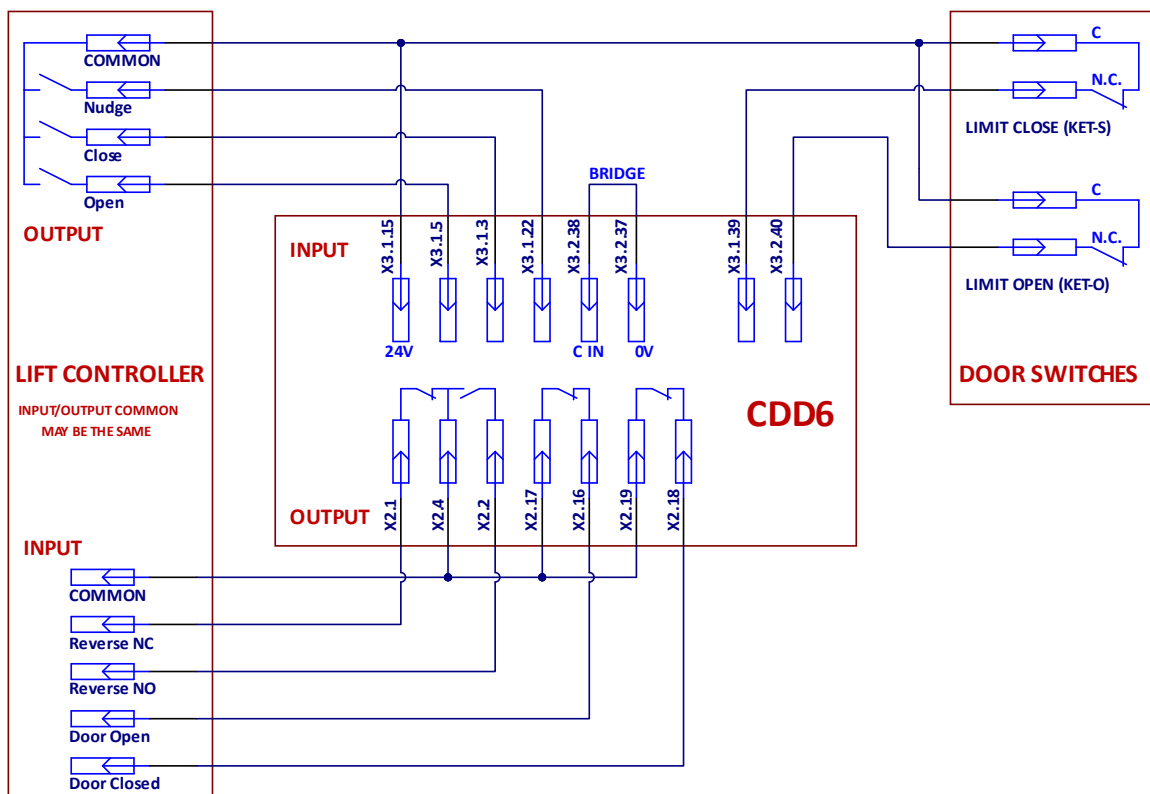 COMMON
Nudge
Close
Open
OUTPUT
LIFT CONTROLLER
INPUT/OUTPUT COMMON
MAY BE THE SAME
INPUT
COMMON
Reverse NC
Reverse NO
Door Open
Door Closed
BRIDGE
INPUT
X3.1.15
X3.1.5
X3.1.3
X3.1.22
X3.2.38
X3.2.37
X3.1.39
X3.2.40
24V
C IN
0V
CDD6
OUTPUT
X2.1
X2.4
X2.2
X2.17
X2.16
X2.19
X2.18
C
N.C.
LIMIT CLOSE (KET-S)
C
N.C.
LIMIT OPEN (KET-O)
DOOR SWITCHES